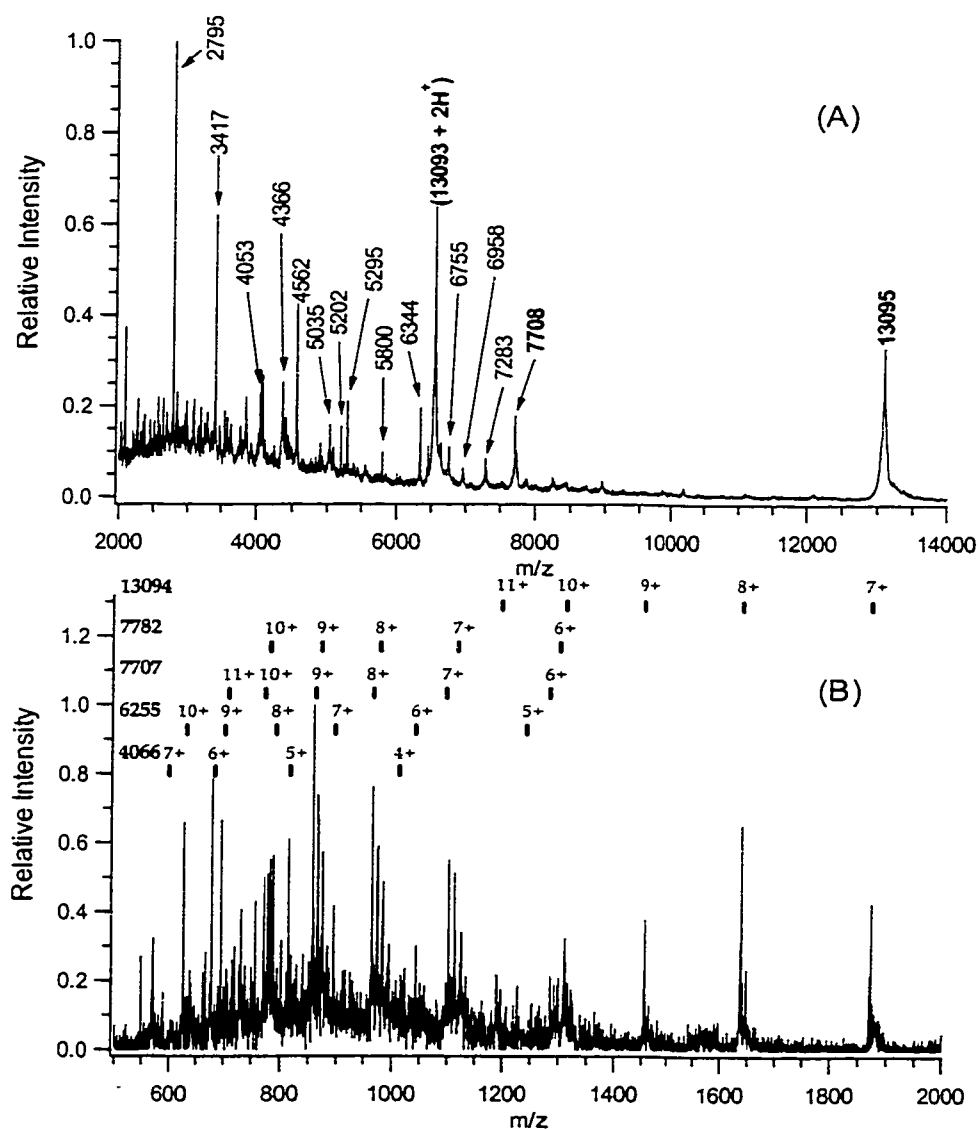 (A)
Relative Intensity
1.0
0.8
0.6
0.4
0.2
0.0
2795
3417
4053
4366
4562
5035
5202
5295
5800
6344
(13093 + 2H+)
6755
6958
7283
7708
13095
2000 4000 6000 8000 10000 12000 14000
m/z
(B)
Relative Intensity
13094 11+ 10+ 9+ 8+ 7+
7782 10+ 9+ 8+ 7+ 6+
7707 11+ 10+ 9+ 8+ 7+ 6+
6255 10+ 9+ 8+ 7+ 6+ 5+
4066 7+ 6+ 5+ 4+
1.2
1.0
0.8
0.6
0.4
0.2
0.0
600 800 1000 1200 1400 1600 1800 2000
m/z